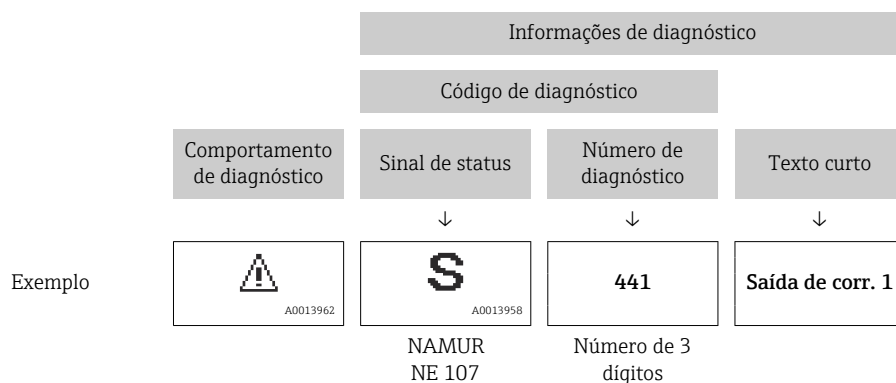 Informações de diagnóstico
Código de diagnóstico
Comportamento
de diagnóstico
Sinal de status
Número de
diagnóstico
Texto curto
↓ ↓ ↓
Exemplo
A0013962
S
A0013958
441
Saída de corr. 1
NAMUR
NE 107
Número de 3
dígitos